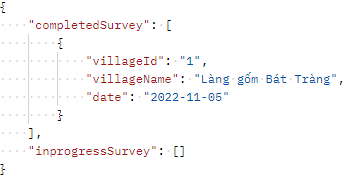 {
"completedSurvey": [
{
"villageId": "1",
"villageName": "Làng gốm Bát Tràng",
"date": "2022-11-05"
}
],
"inprogressSurvey": []
}